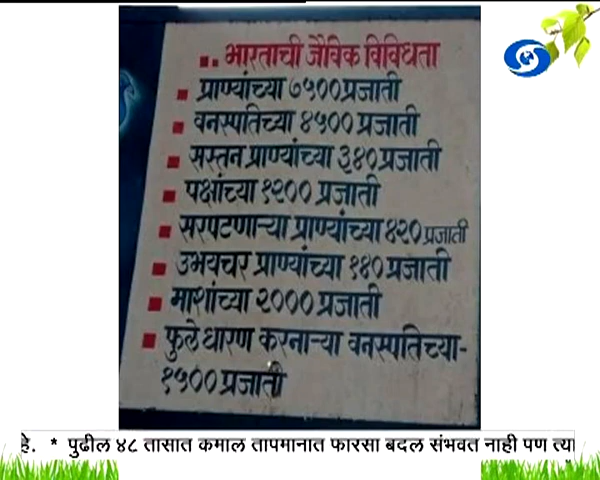 .. भारताची जैविक विविधता
प्राण्यांच्या ७५०० प्रजाती
वनस्पतिच्या ४५०० प्रजाती
सस्तन प्राण्यांच्या ३४० प्रजाती
पक्षांच्या १२०० प्रजाती
सरपटणाऱ्या प्राण्यांच्या ४२० प्रजाती
उभयचर प्राण्यांच्या १४० प्रजाती
माशांच्या २००० प्रजाती
फुले धारण करनाऱ्या वनस्पतिच्या-
१५०० प्रजाती
हे. * पुढील ४८ तासात कमाल तापमानात फारसा बदल संभवत नाही पण त्या